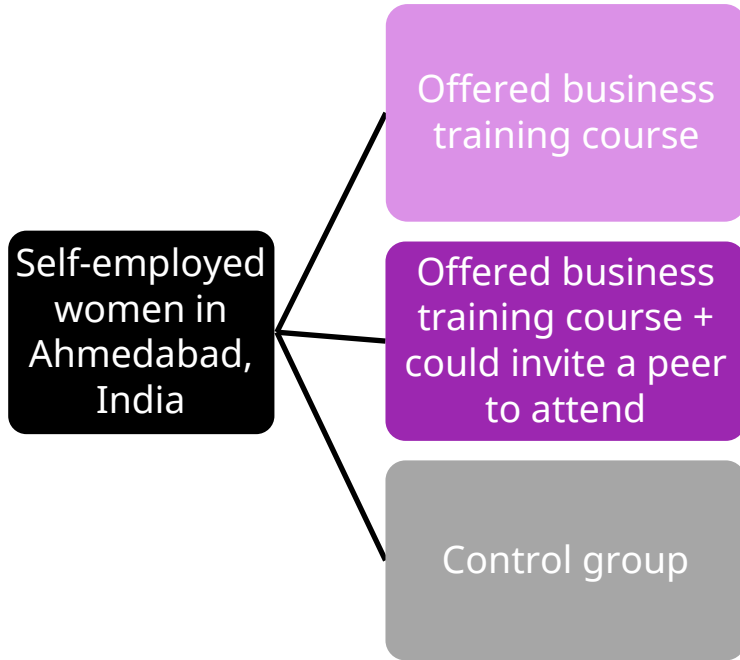 Offered business
training course
Self-employed
women in
Ahmedabad,
India
Offered business
training course +
could invite a peer
to attend
Control group